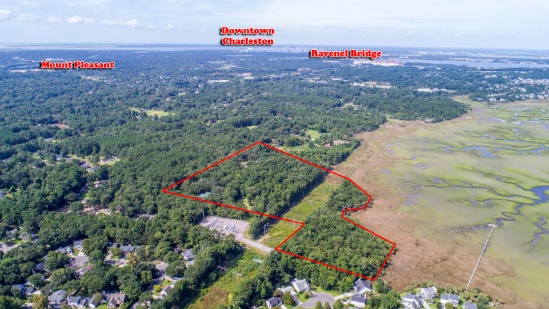 Downtown
Charleston
Ravenel Bridge
Mount Pleasant